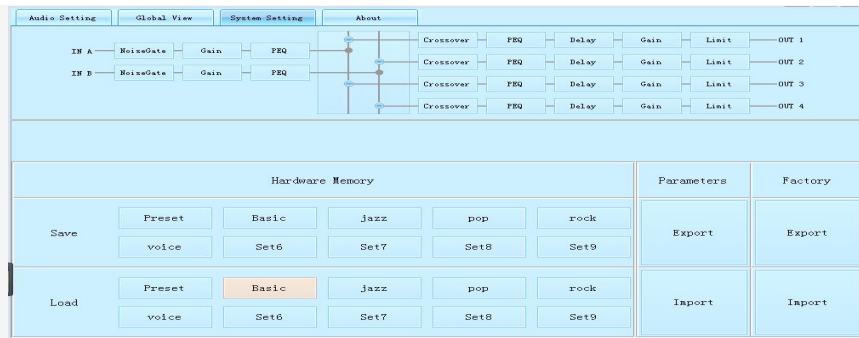 Audio Setting Global View System Setting About
Crossover PEQ Delay Gain Limit OUT 1
IN A NoiseGate Gain PEQ
Crossover PEQ Delay Gain Limit OUT 2
IN B NoiseGate Gain PEQ
Crossover PEQ Delay Gain Limit OUT 3
Crossover PEQ Delay Gain Limit OUT 4
Hardware Memory Parameters Factory
Save
Preset Basic jazz pop rock
voice Set6 Set7 Set8 Set9
Export Export
Load
Preset Basic jazz pop rock
voice Set6 Set7 Set8 Set9
Import Import